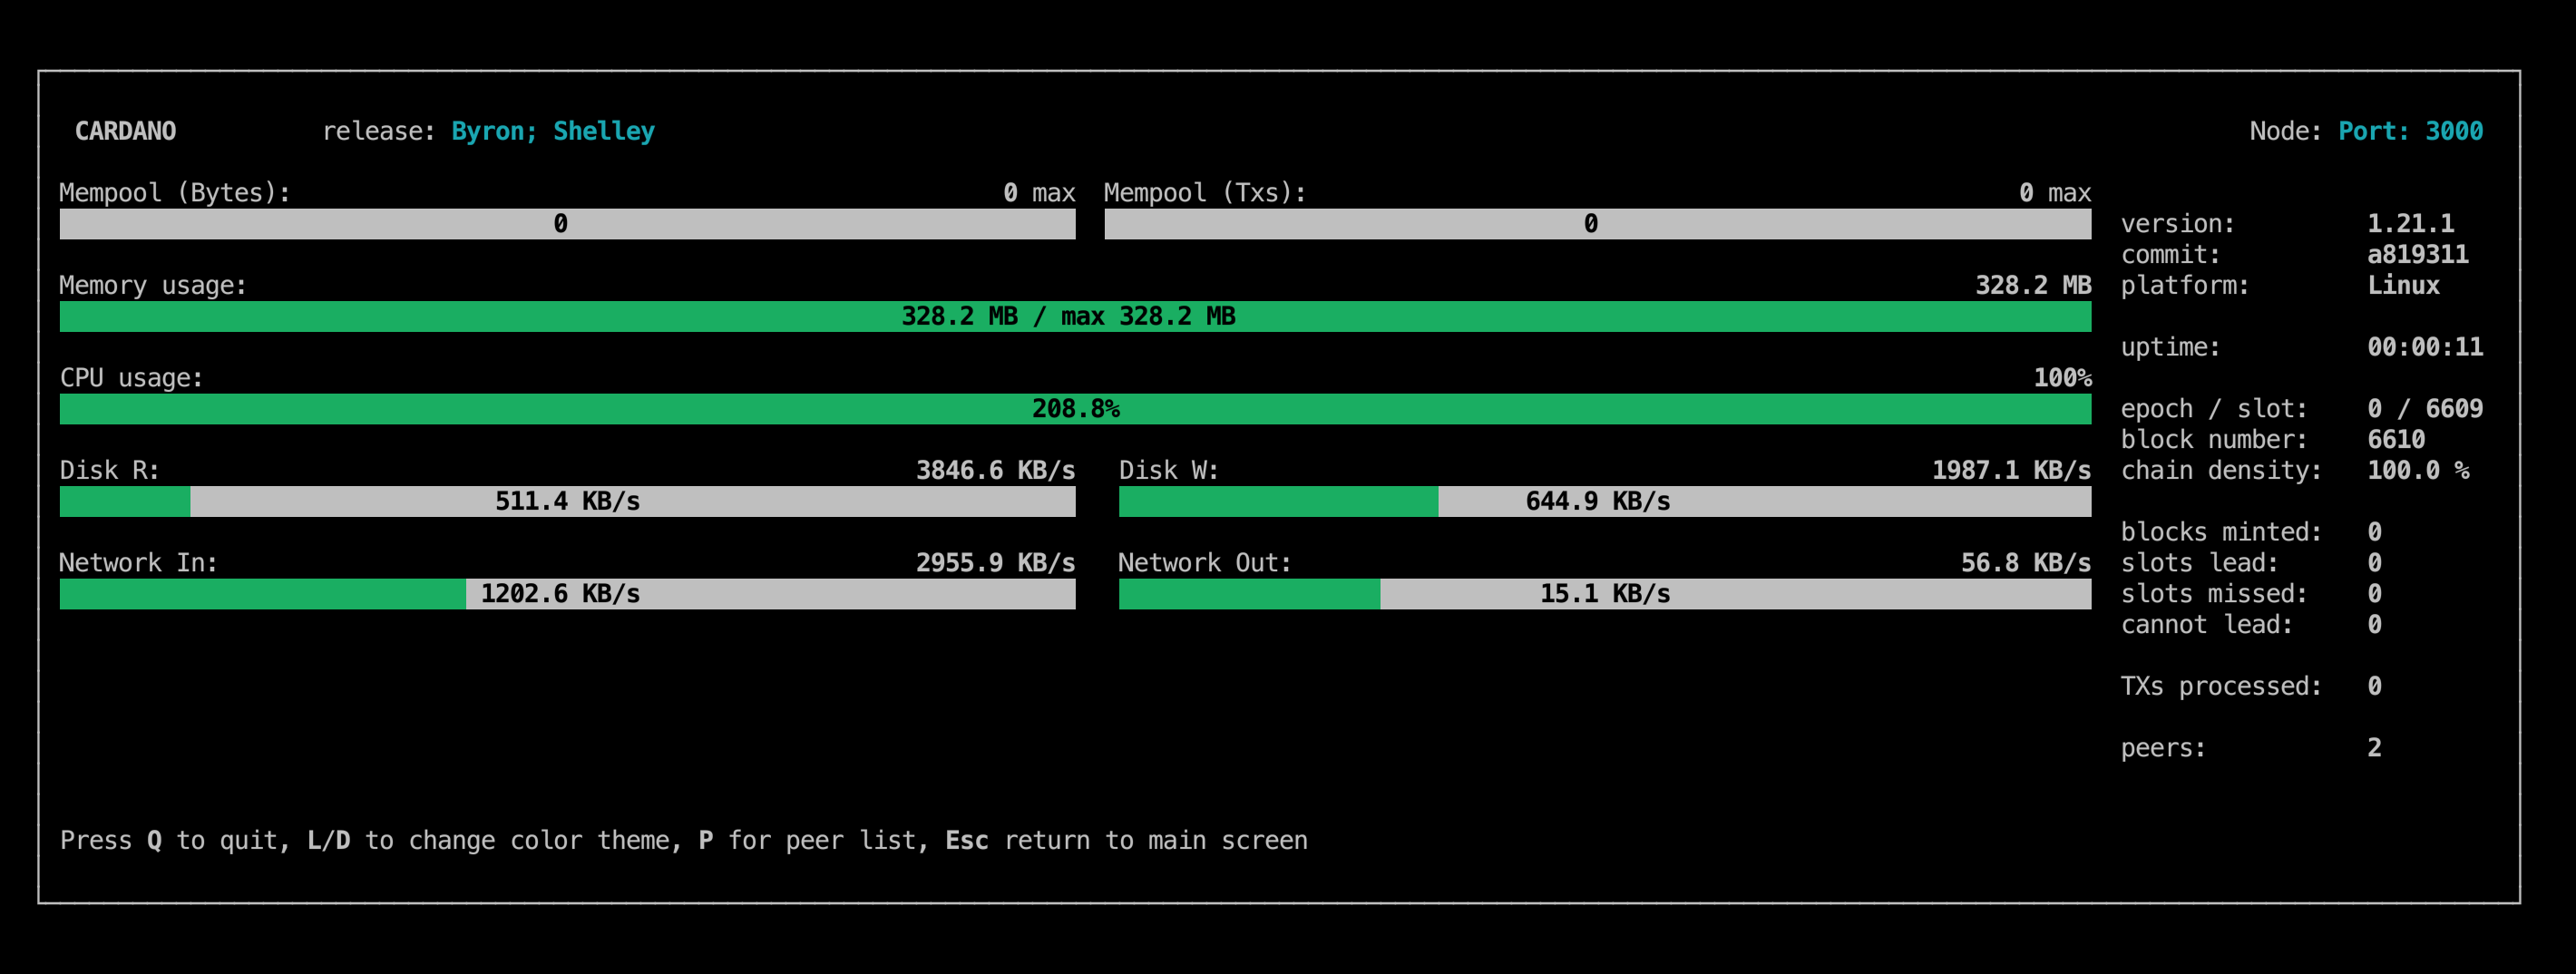 CARDANO release: Byron; Shelley Node: Port: 3000
Mempool (Bytes): 0 max Mempool (Txs): 0 max
0 0 version: 1.21.1
commit: a819311
Memory usage: 328.2 MB platform: Linux
328.2 MB / max 328.2 MB
uptime: 00:00:11
CPU usage: 100%
208.8% epoch / slot: 0 / 6609
block number: 6610
Disk R: 3846.6 KB/s Disk W: 1987.1 KB/s chain density: 100.0 %
511.4 KB/s 644.9 KB/s
blocks minted: 0
Network In: 2955.9 KB/s Network Out: 56.8 KB/s slots lead: 0
1202.6 KB/s 15.1 KB/s slots missed: 0
cannot lead: 0
TXs processed: 0
peers: 2
Press Q to quit, L/D to change color theme, P for peer list, Esc return to main screen